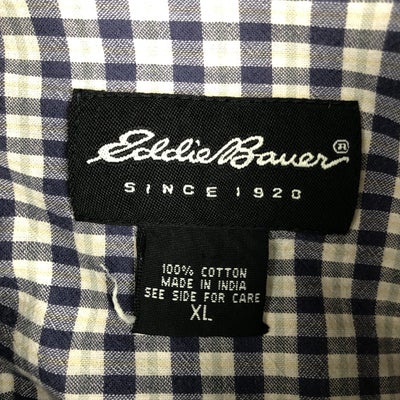 Eddie Bauer ®
SINCE 1920
100% COTTON
MADE IN INDIA
SEE SIDE FOR CARE
XL